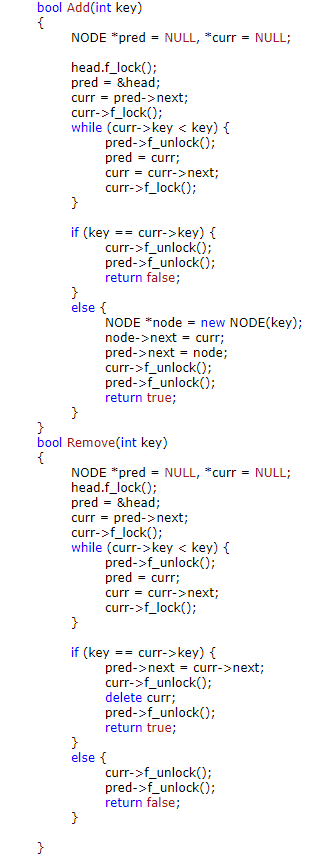 bool Add(int key)
{
NODE *pred = NULL, *curr = NULL;
head.f_lock();
pred = &head;
curr = pred->next;
curr->f_lock();
while (curr->key < key) {
pred->f_unlock();
pred = curr;
curr = curr->next;
curr->f_lock();
}
if (key == curr->key) {
curr->f_unlock();
pred->f_unlock();
return false;
}
else {
NODE *node = new NODE(key);
node->next = curr;
pred->next = node;
curr->f_unlock();
pred->f_unlock();
return true;
}
}
bool Remove(int key)
{
NODE *pred = NULL, *curr = NULL;
head.f_lock();
pred = &head;
curr = pred->next;
curr->f_lock();
while (curr->key < key) {
pred->f_unlock();
pred = curr;
curr = curr->next;
curr->f_lock();
}
if (key == curr->key) {
pred->next = curr->next;
curr->f_unlock();
delete curr;
pred->f_unlock();
return true;
}
else {
curr->f_unlock();
pred->f_unlock();
return false;
}
}